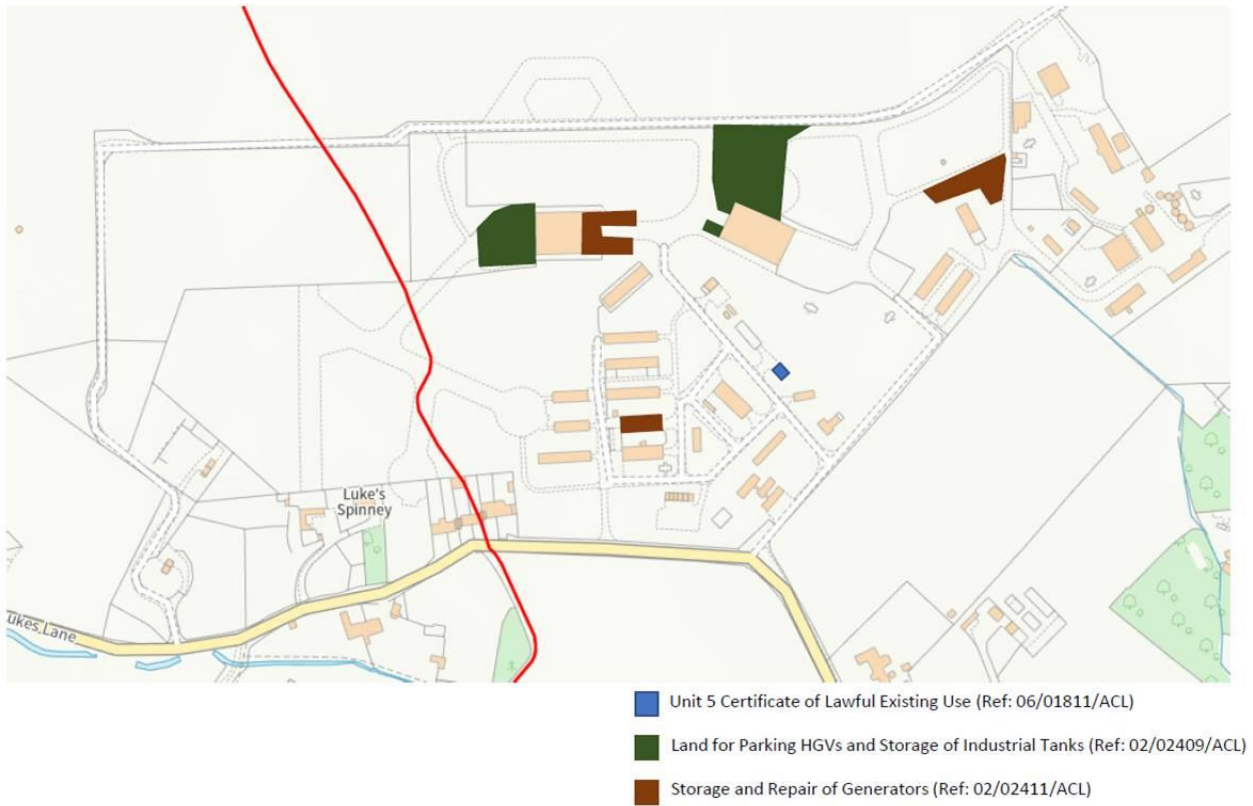 Luke's
Spinney
ukes Lane
Unit 5 Certificate of Lawful Existing Use (Ref: 06/01811/ACL)
Land for Parking HGVs and Storage of Industrial Tanks (Ref: 02/02409/ACL)
Storage and Repair of Generators (Ref: 02/02411/ACL)